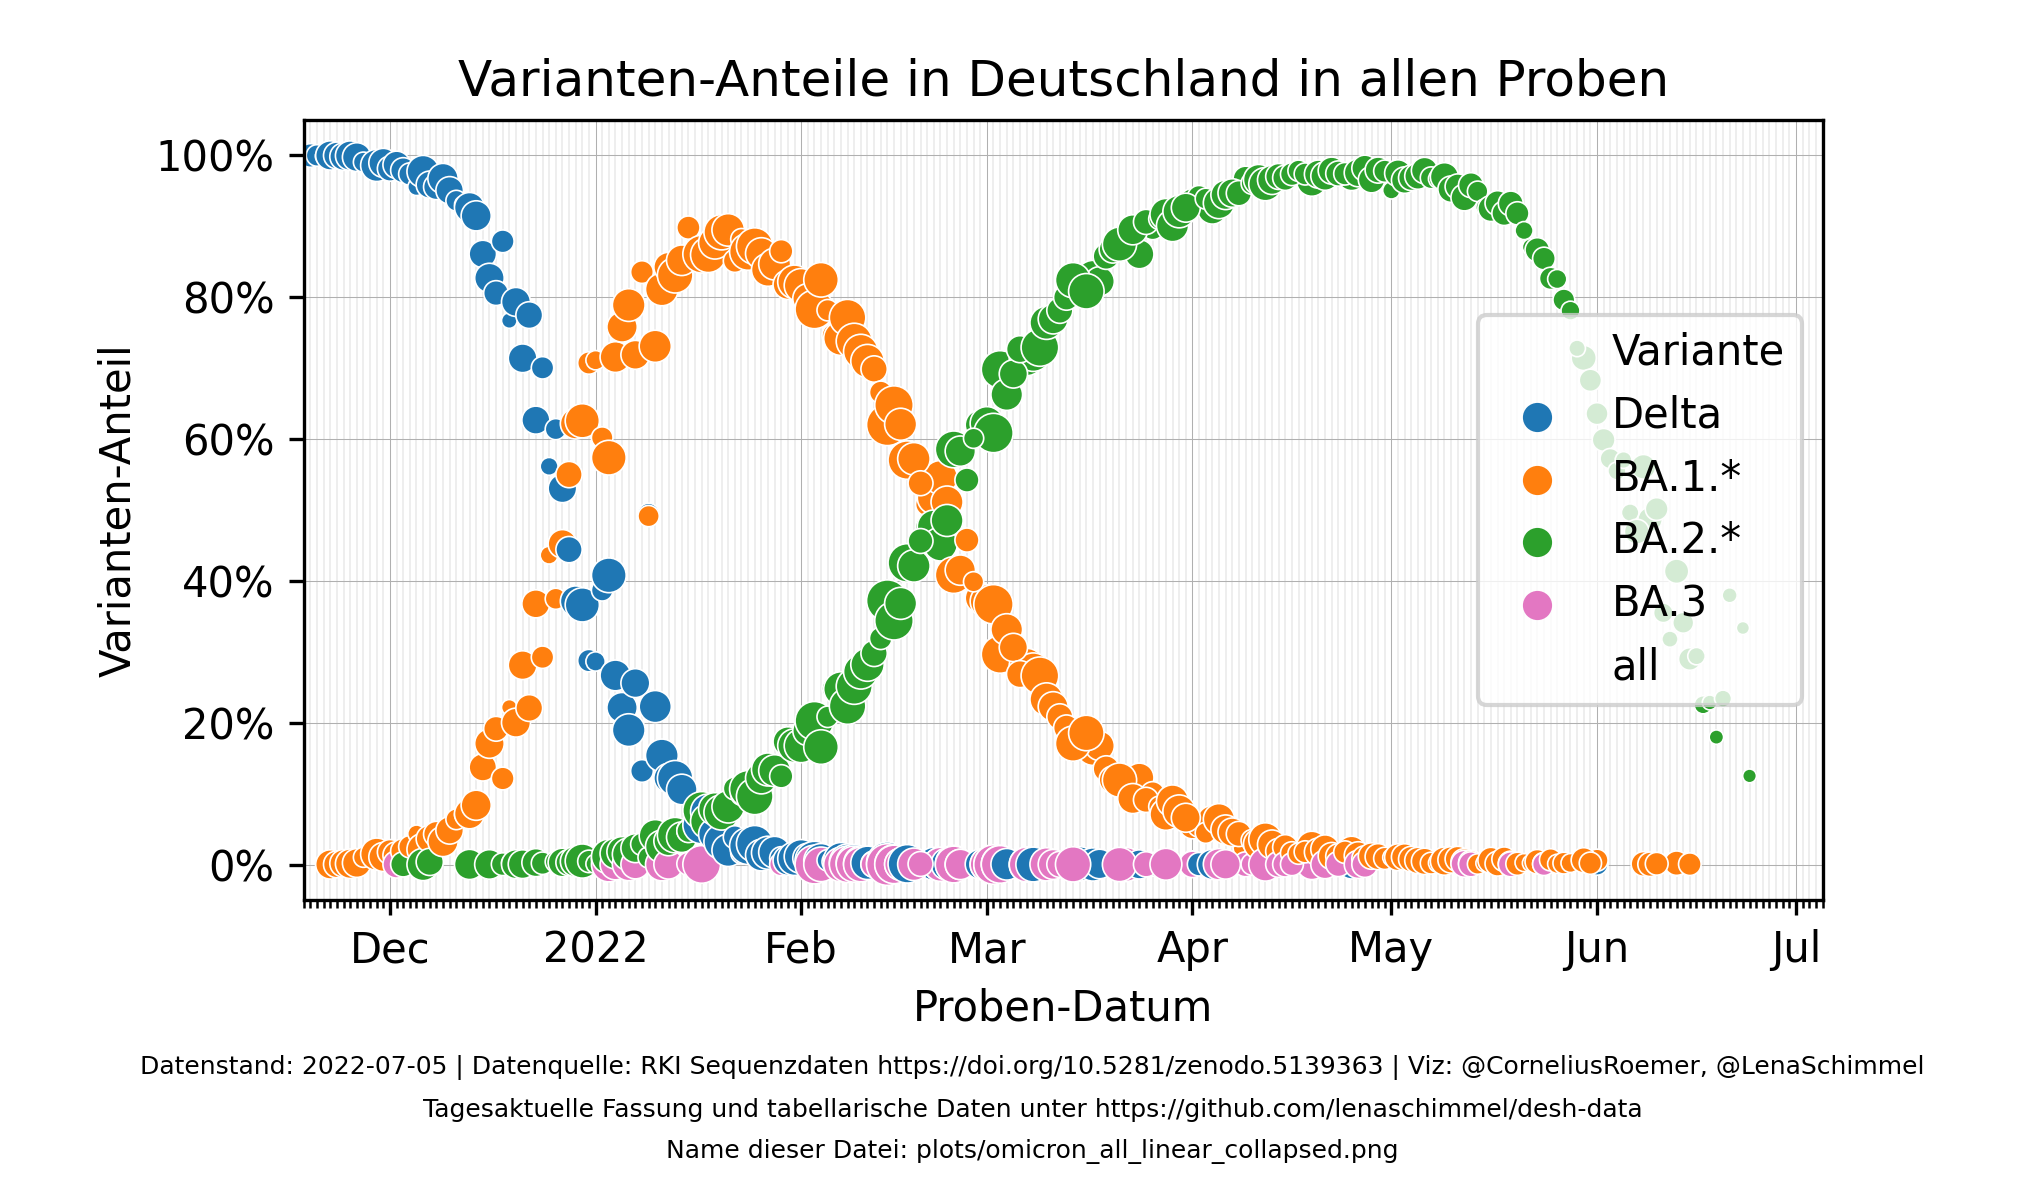 Varianten-Anteile in Deutschland in allen Proben
Varianten-Anteil
100%
80%
60%
40%
20%
0%
Variante
Delta
BA.1.*
BA.2.*
BA.3
all
Dec 2022 Feb Mar Apr May Jun Jul
Proben-Datum
Datenstand: 2022-07-05 | Datenquelle: RKI Sequenzdaten https://doi.org/10.5281/zenodo.5139363 | Viz: @CorneliusRoemer, @LenaSchimmel
Tagesaktuelle Fassung und tabellarische Daten unter https://github.com/lenaschimmel/desh-data
Name dieser Datei: plots/omicron_all_linear_collapsed.png